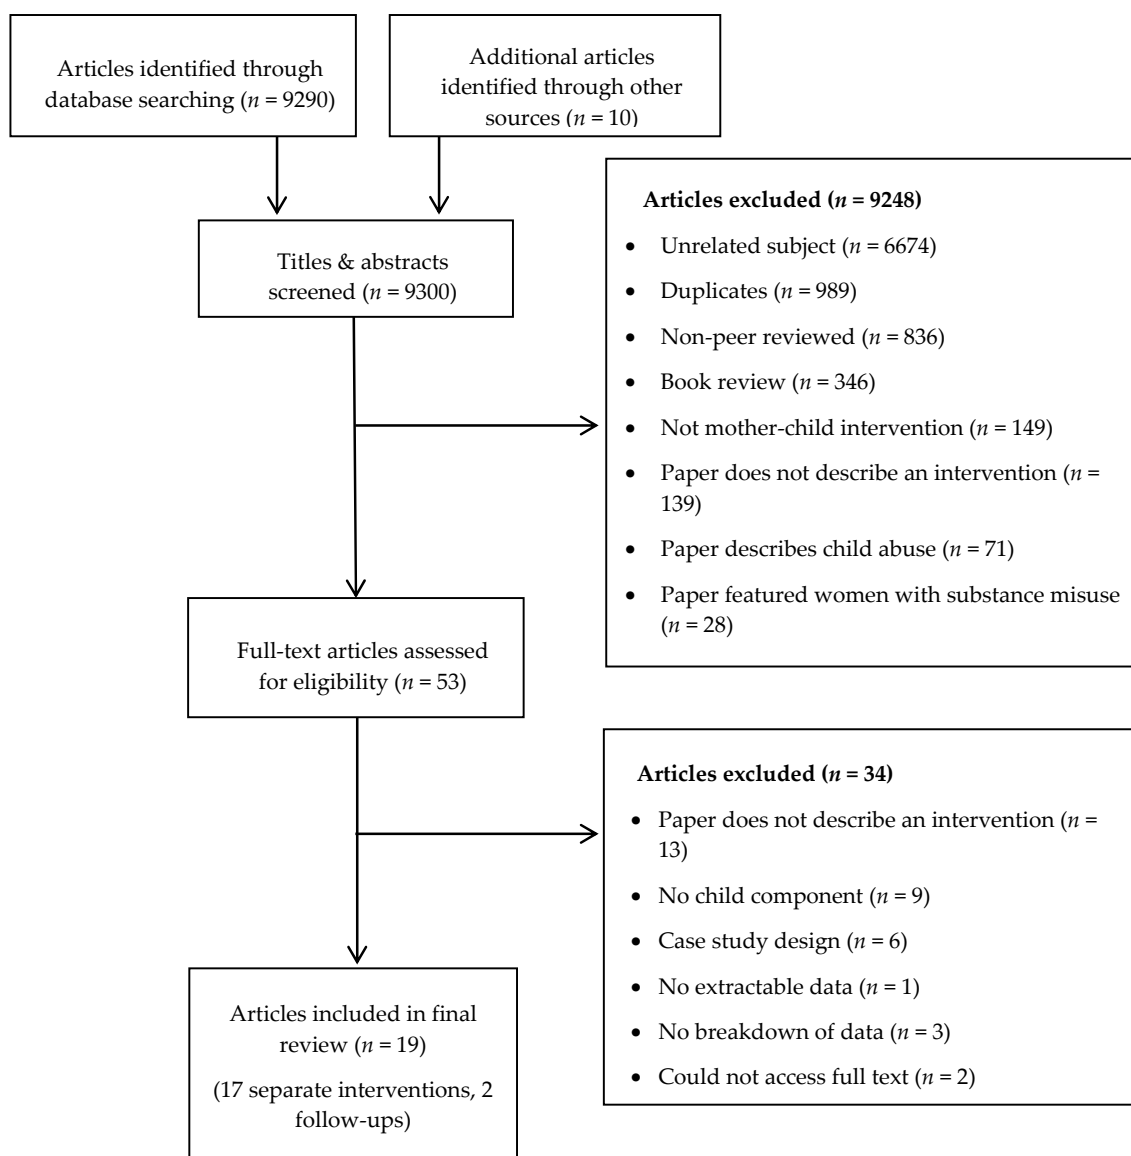 Articles identified through
database searching (n = 9290)
Additional articles
identified through other
sources (n = 10)
Titles & abstracts
screened (n = 9300)
Articles excluded (n = 9248)
• Unrelated subject (n = 6674)
• Duplicates (n = 989)
• Non-peer reviewed (n = 836)
• Book review (n = 346)
• Not mother-child intervention (n = 149)
• Paper does not describe an intervention (n =
139)
• Paper describes child abuse (n = 71)
• Paper featured women with substance misuse
(n = 28)
Full-text articles assessed
for eligibility (n = 53)
Articles excluded (n = 34)
• Paper does not describe an intervention (n =
13)
• No child component (n = 9)
• Case study design (n = 6)
• No extractable data (n = 1)
• No breakdown of data (n = 3)
• Could not access full text (n = 2)
Articles included in final
review (n = 19)
(17 separate interventions, 2
follow-ups)